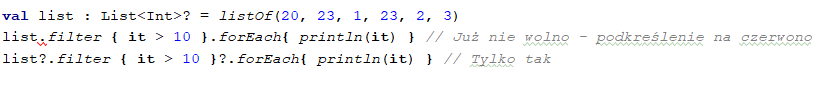 val list : List<Int>? = listOf(20, 23, 1, 23, 2, 3)
list.filter { it > 10 }.forEach{ println(it) } // Już nie wolno - podkreślenie na czerwono
list?.filter { it > 10 }?.forEach{ println(it) } // Tylko tak